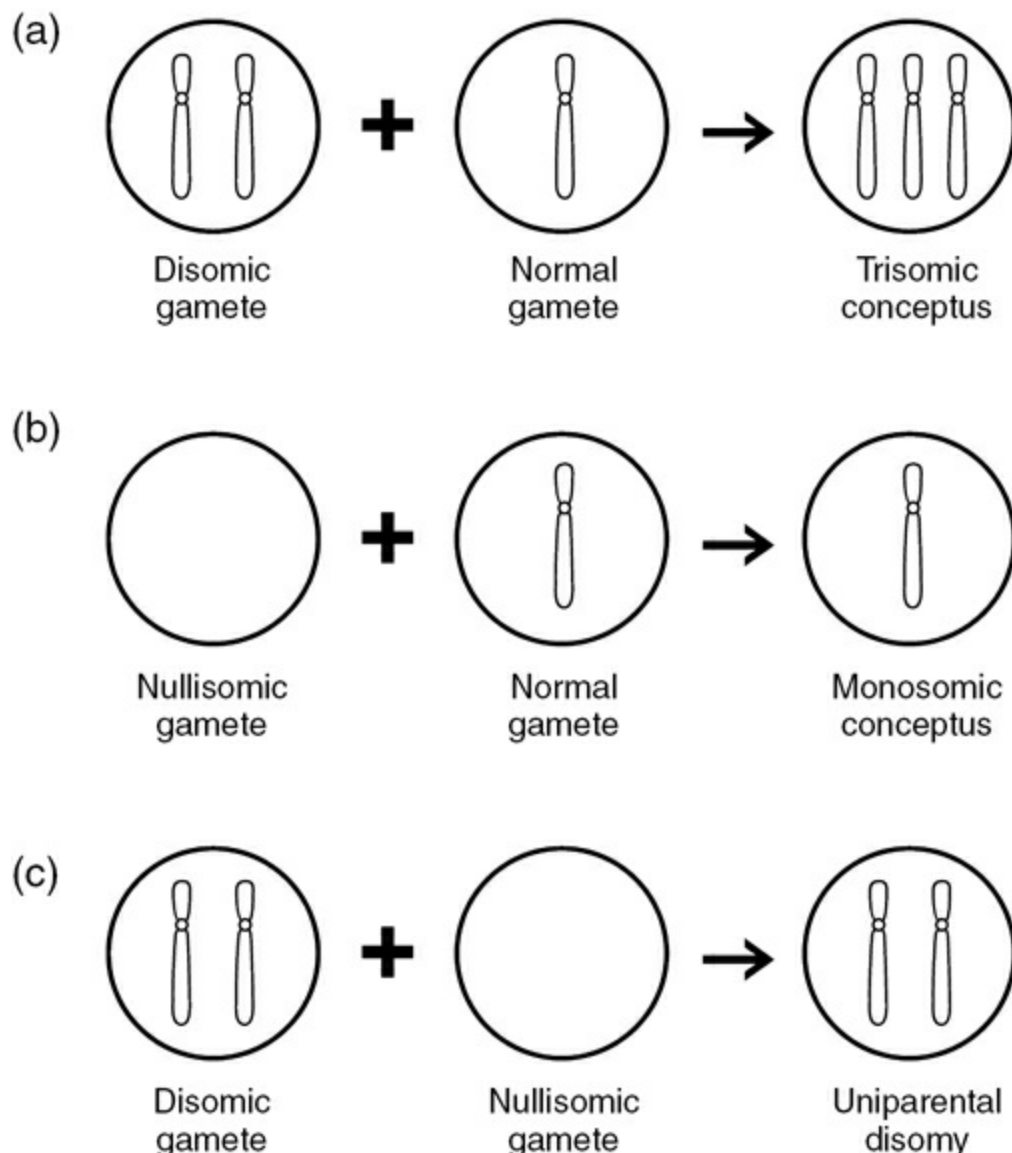 (a)
Disomic
gamete
Normal
gamete
Trisomic
conceptus
(b)
Nullisomic
gamete
Normal
gamete
Monosomic
conceptus
(c)
Disomic
gamete
Nullisomic
gamete
Uniparental
disomy